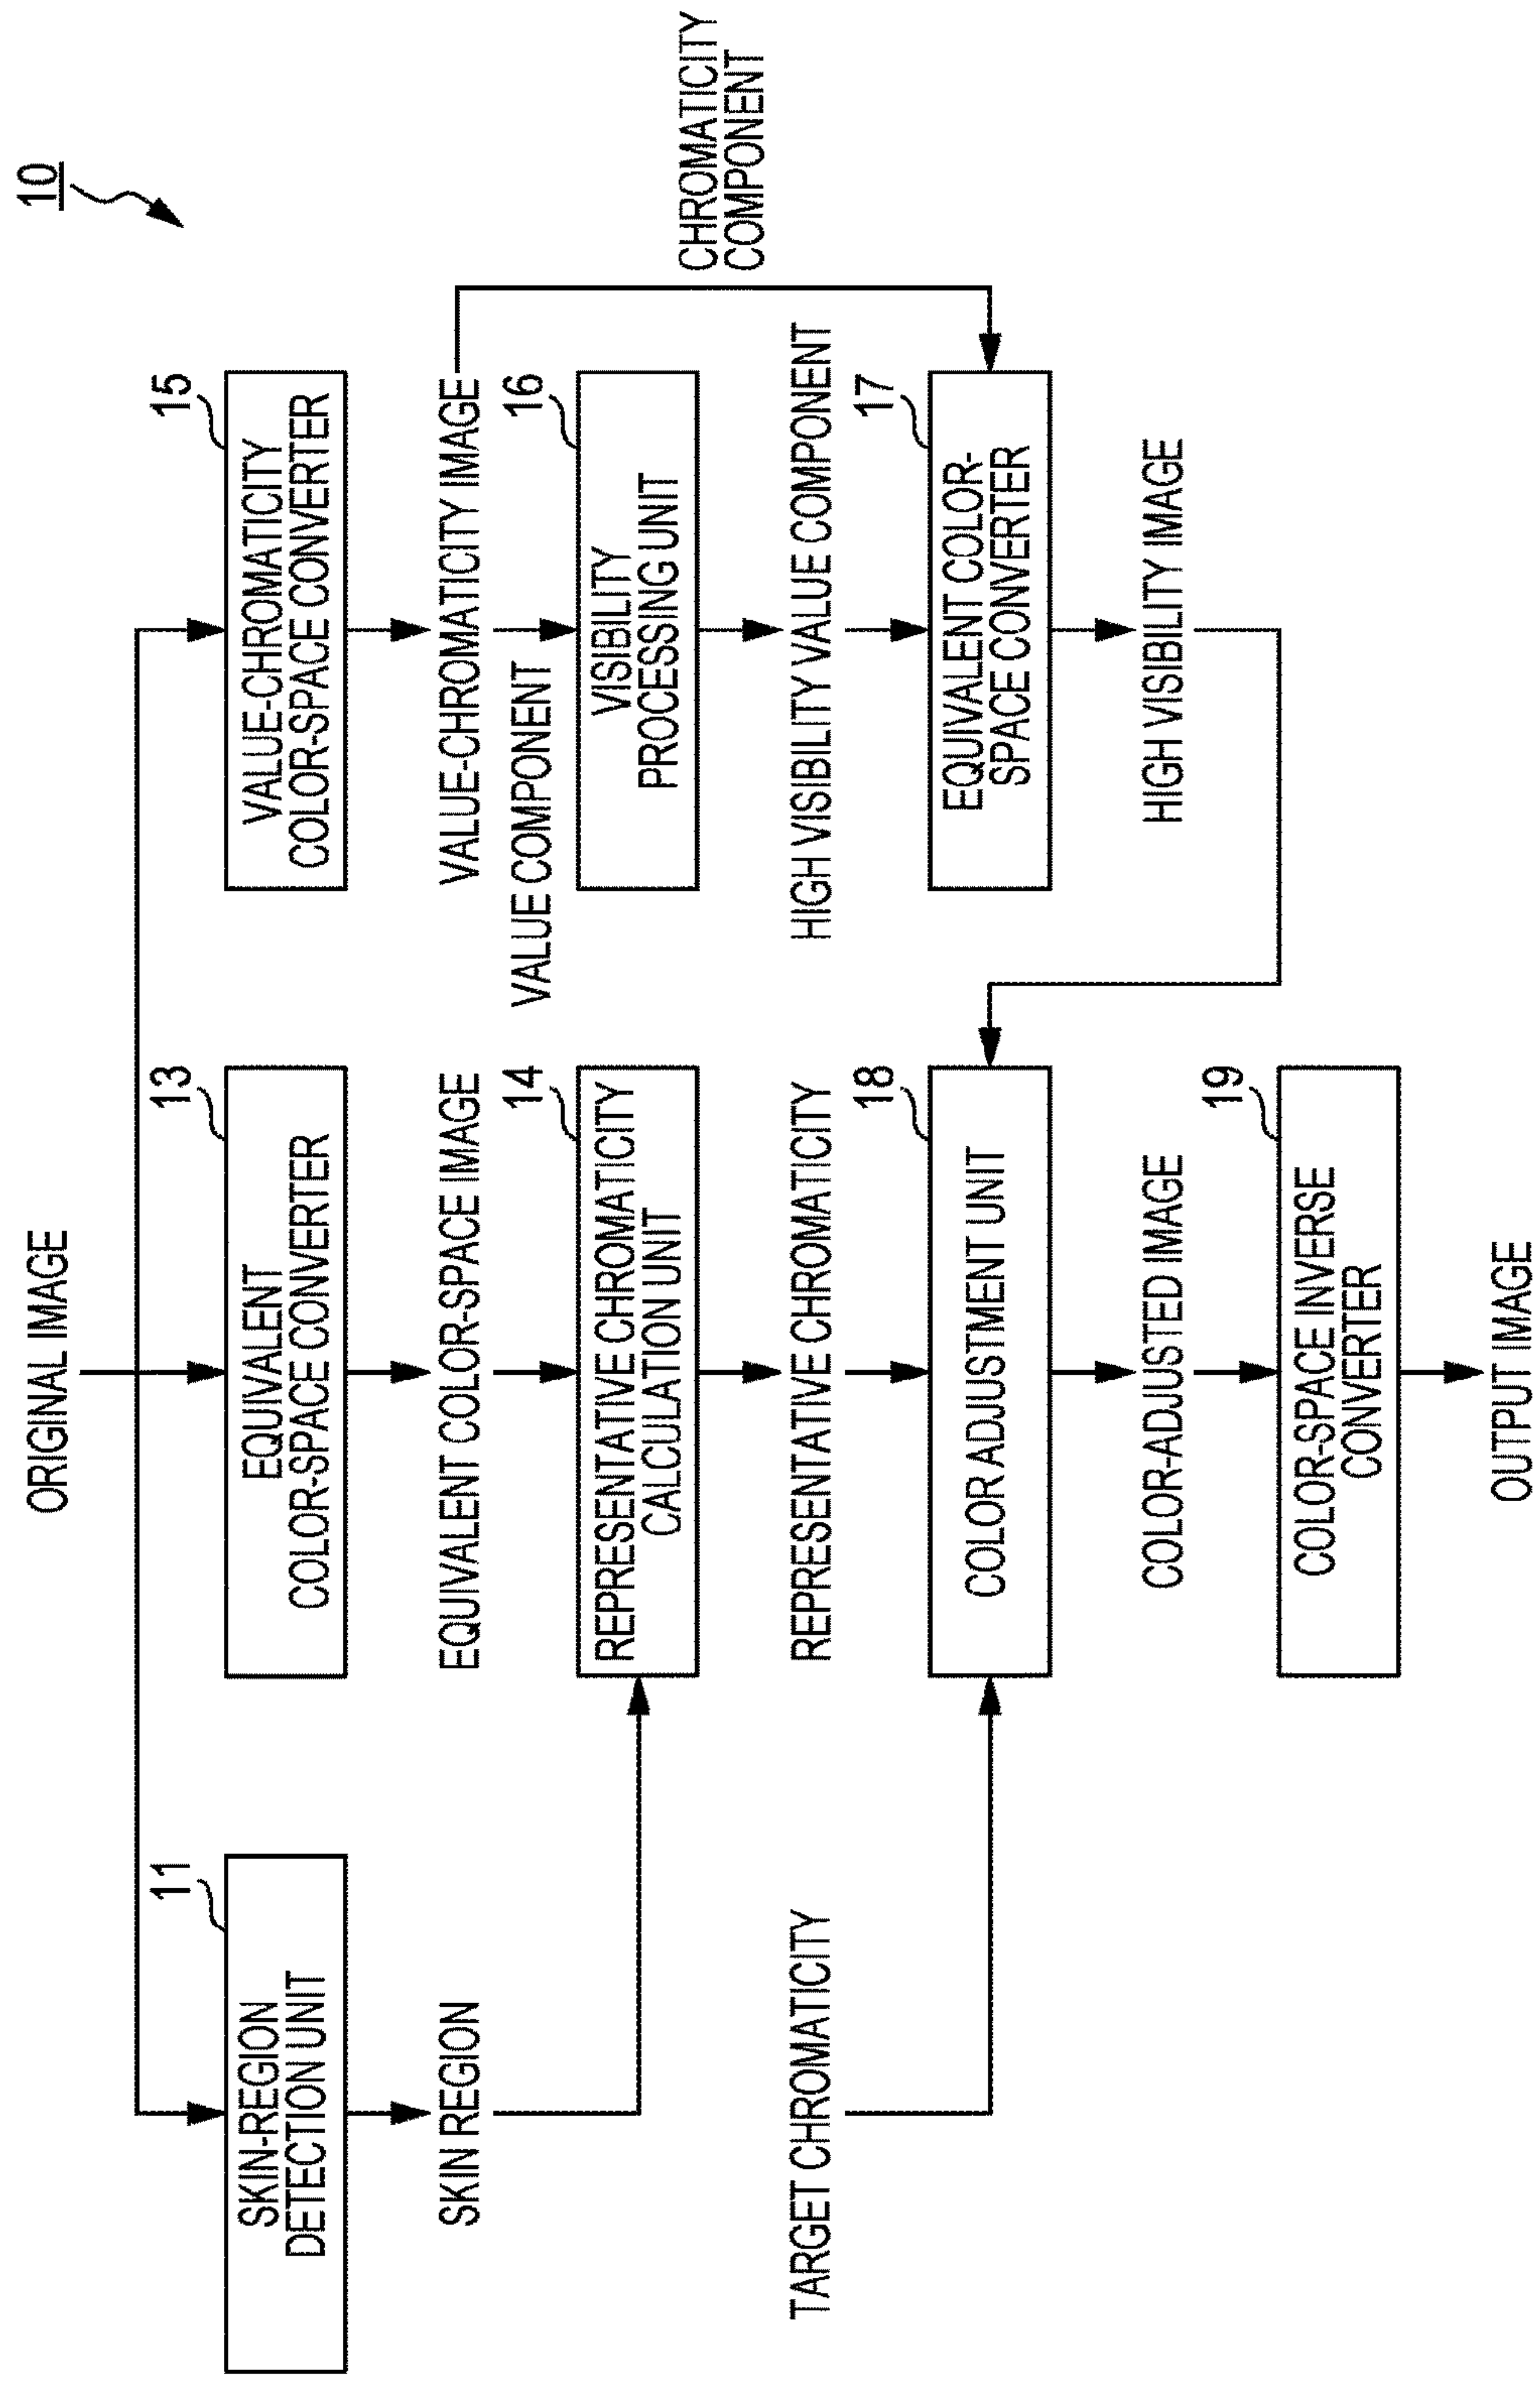 10
ORIGINAL IMAGE
11
SKIN-REGION
DETECTION UNIT
13
EQUIVALENT
COLOR-SPACE CONVERTER
15
VALUE-CHROMATICITY
COLOR-SPACE CONVERTER
SKIN REGION
EQUIVALENT COLOR-SPACE IMAGE
VALUE-CHROMATICITY IMAGE
VALUE COMPONENT
14
REPRESENTATIVE CHROMATICITY
CALCULATION UNIT
16
VISIBILITY
PROCESSING UNIT
CHROMATICITY
COMPONENT
TARGET CHROMATICITY
REPRESENTATIVE CHROMATICITY
HIGH VISIBILITY VALUE COMPONENT
18
COLOR ADJUSTMENT UNIT
17
EQUIVALENT COLOR-
SPACE CONVERTER
COLOR-ADJUSTED IMAGE
HIGH VISIBILITY IMAGE
19
COLOR-SPACE INVERSE
CONVERTER
OUTPUT IMAGE